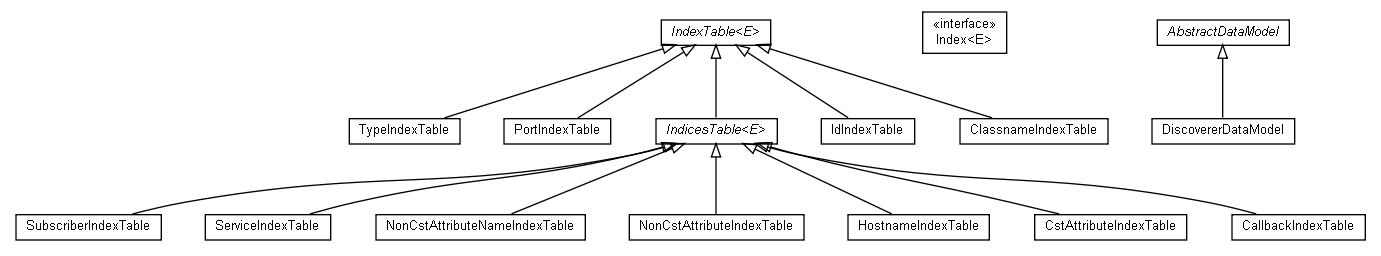 IndexTable<E>
«interface»
Index<E>
AbstractDataModel
TypeIndexTable
PortIndexTable
IndicesTable<E>
IdIndexTable
ClassnameIndexTable
DiscovererDataModel
SubscriberIndexTable
ServiceIndexTable
NonCstAttributeNameIndexTable
NonCstAttributeIndexTable
HostnameIndexTable
CstAttributeIndexTable
CallbackIndexTable